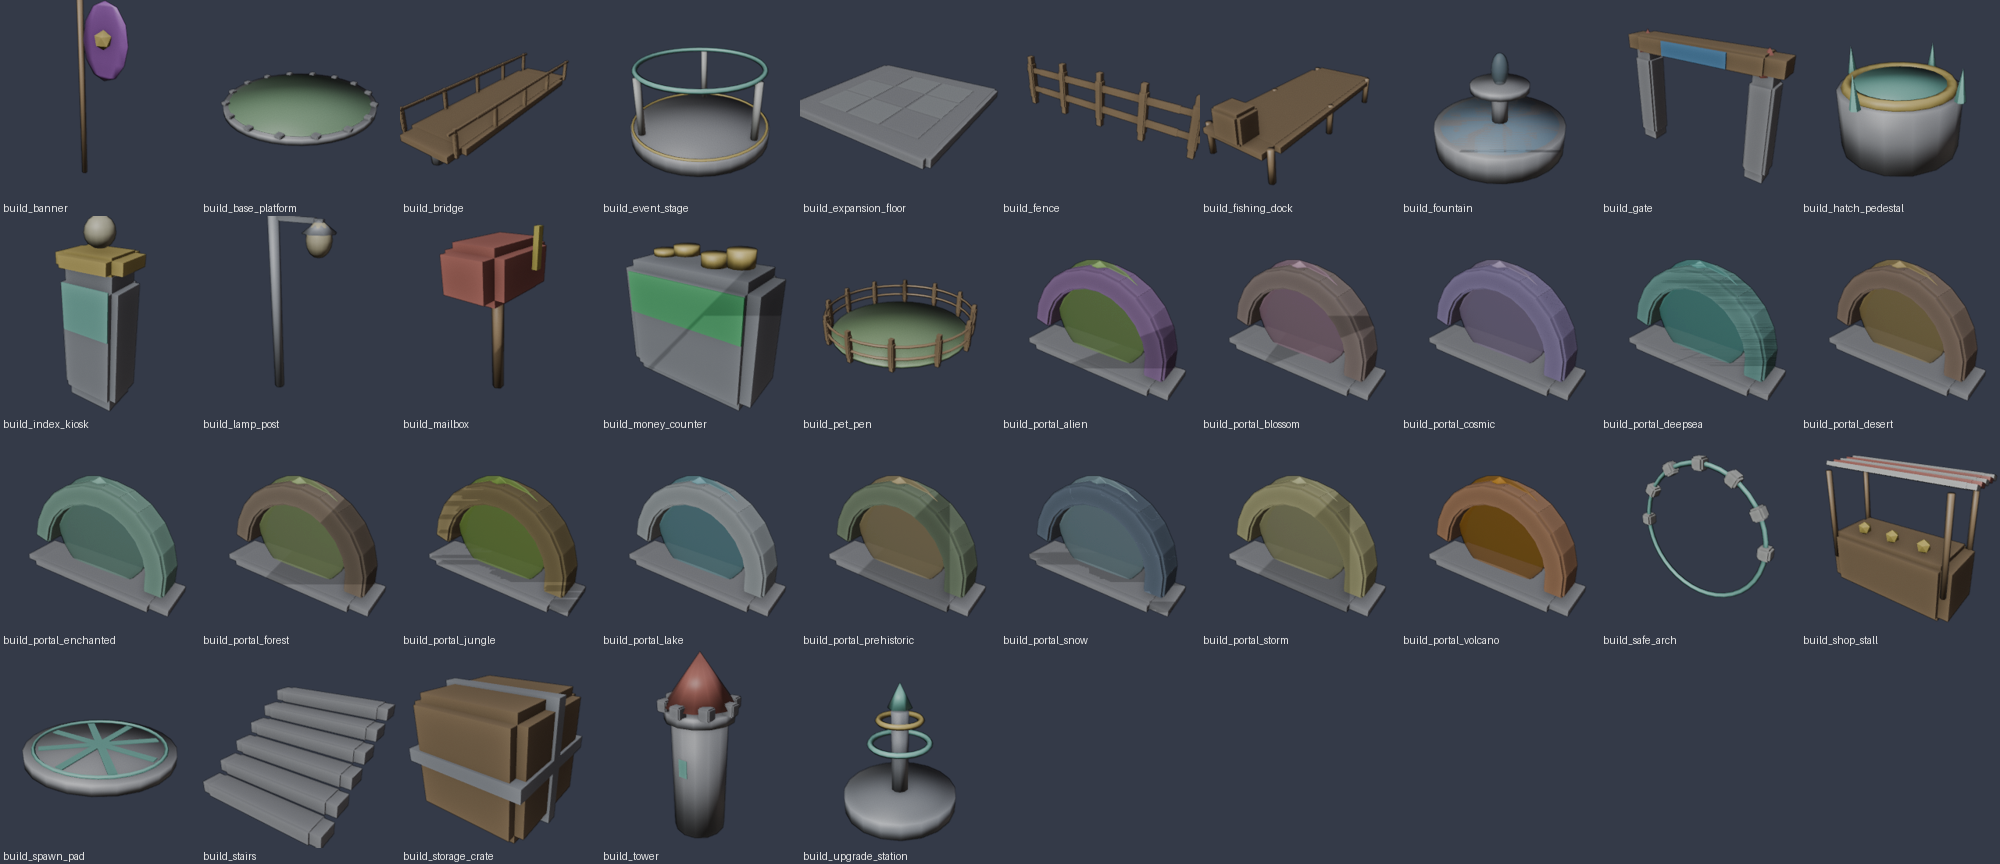 build_banner
build_base_platform
build_bridge
build_event_stage
build_expansion_floor
build_fence
build_fishing_dock
build_fountain
build_gate
build_hatch_pedestal
build_index_kiosk
build_lamp_post
build_mailbox
build_money_counter
build_pet_pen
build_portal_alien
build_portal_blossom
build_portal_cosmic
build_portal_deepsea
build_portal_desert
build_portal_enchanted
build_portal_forest
build_portal_jungle
build_portal_lake
build_portal_prehistoric
build_portal_snow
build_portal_storm
build_portal_volcano
build_safe_arch
build_shop_stall
build_spawn_pad
build_stairs
build_storage_crate
build_tower
build_upgrade_station